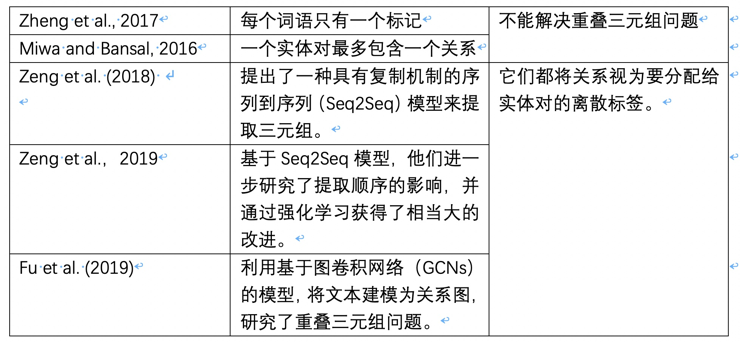 Zheng et al., 2017
每个词语只有一个标记
不能解决重叠三元组问题
Miwa and Bansal, 2016
一个实体对最多包含一个关系
Zeng et al. (2018)
提出了一种具有复制机制的序
列到序列（Seq2Seq）模型来提
取三元组。
它们都将关系视为要分配给
实体对的离散标签。
Zeng et al.，2019
基于 Seq2Seq 模型，他们进一
步研究了提取顺序的影响，并
通过强化学习获得了相当大的
改进。
Fu et al. (2019)
利用基于图卷积网络（GCNs）
的模型，将文本建模为关系图，
研究了重叠三元组问题。